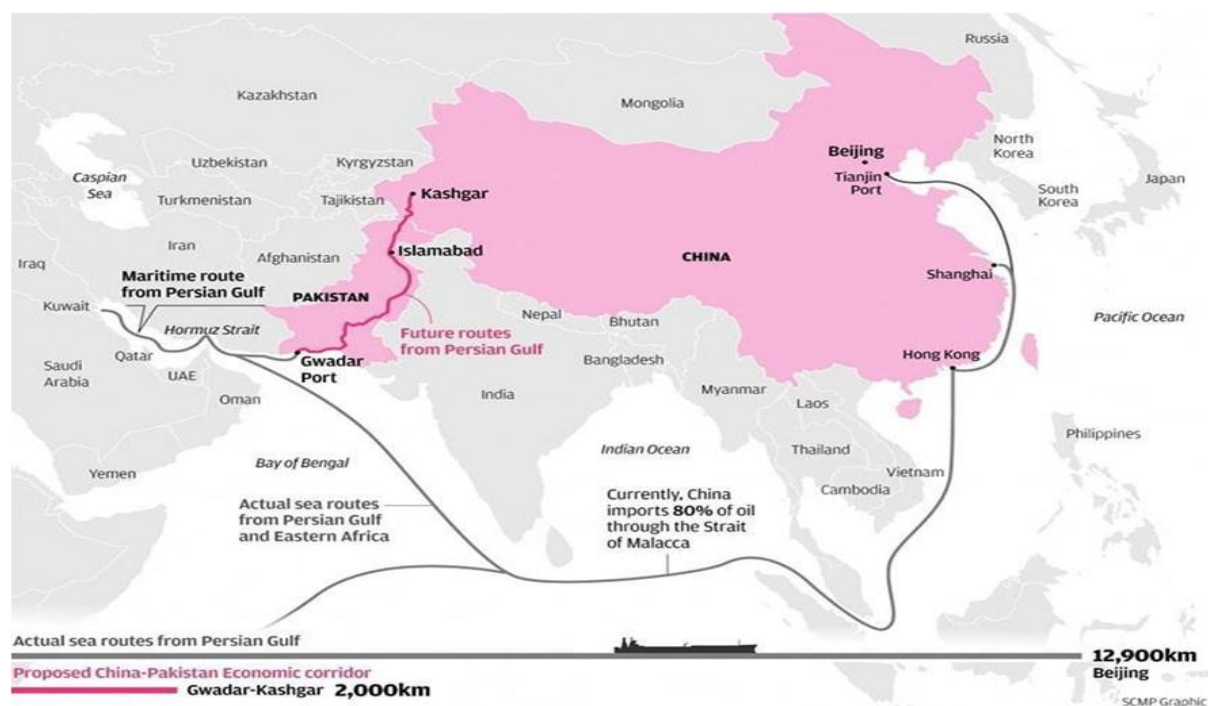 Russia
Kazakhstan
Mongolia
North
Korea
Beijing
Tianjin
Port
Uzbekistan
Kyrgyzstan
Caspian
Sea
Turkmenistan
Tajikistan
Kashgar
South
Korea
Japan
Iran
Afghanistan
Islamabad
CHINA
Iraq
Shanghai
Maritime route
from Persian Gulf
PAKISTAN
Kuwait
Hormuz Strait
Nepal
Bhutan
Pacific Ocean
Future routes
from Persian Gulf
Qatar
Gwadar
Port
Bangladesh
Hong Kong
Saudi
Arabia
UAE
Oman
India
Myanmar
Laos
Philippines
Yemen
Bay of Bengal
Indian Ocean
Thailand
Vietnam
Cambodia
Actual sea routes
from Persian Gulf
and Eastern Africa
Currently, China
imports 80% of oil
through the Strait
of Malacca
Actual sea routes from Persian Gulf
12,900km
Beijing
Proposed China-Pakistan Economic corridor
Gwadar-Kashgar 2,000km
SCMP Graphic